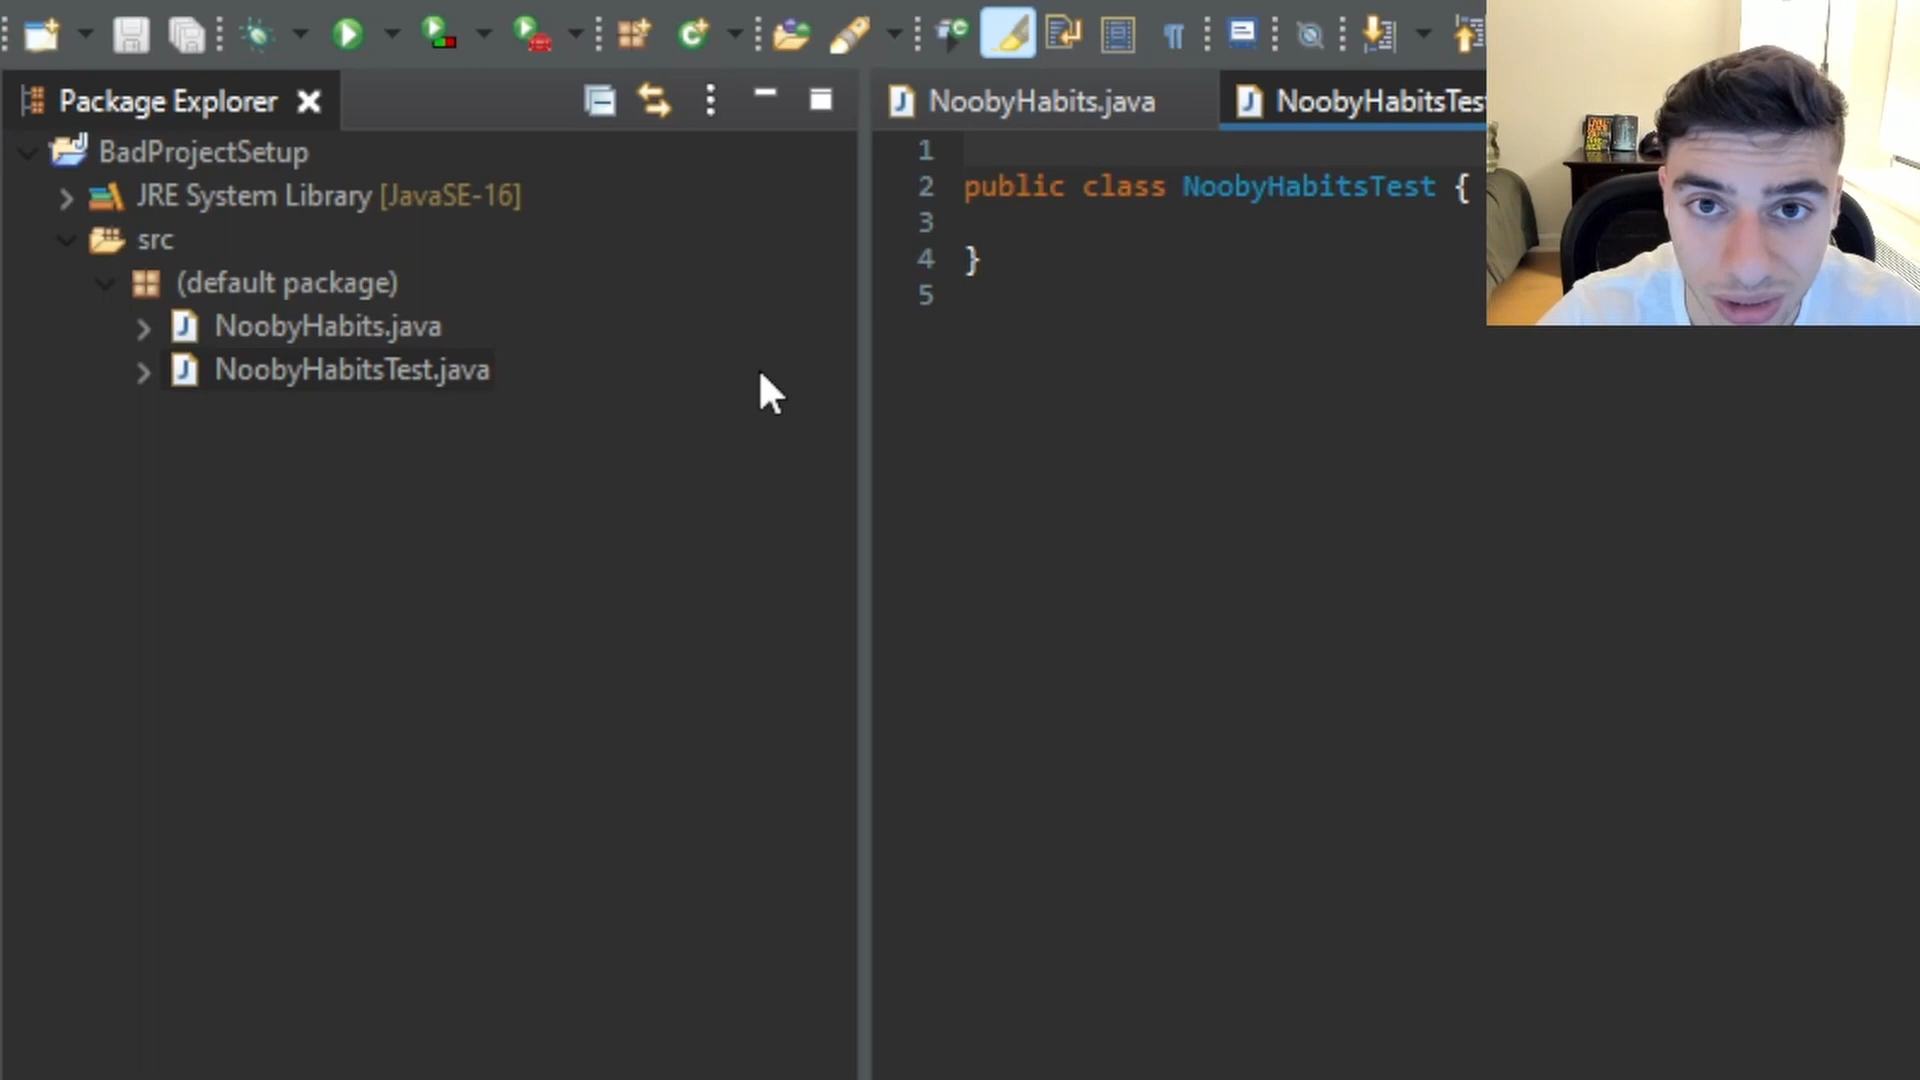 Package Explorer
BadProjectSetup
JRE System Library [JavaSE-16]
src
(default package)
NoobyHabits.java
NoobyHabitsTest.java
NoobyHabits.java
NoobyHabitsTest
1
2 public class NoobyHabitsTest {
3
4 }
5